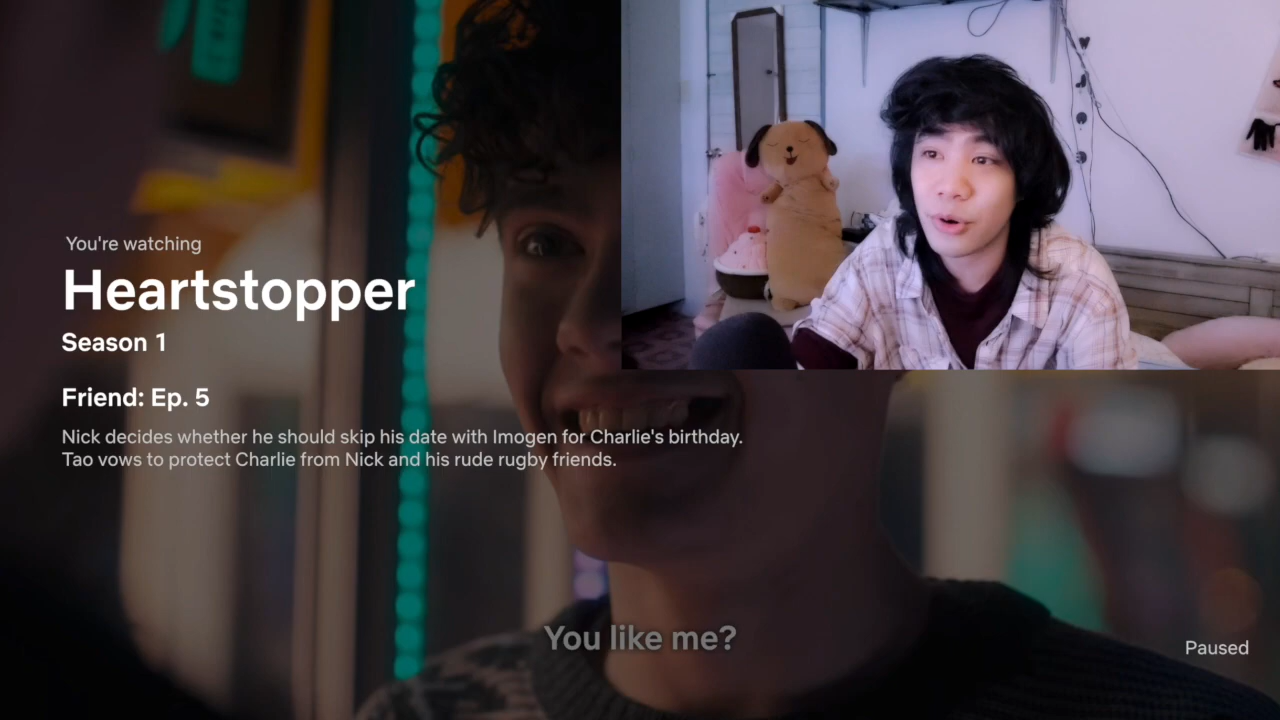 You're watching
Heartstopper
Season 1
Friend: Ep. 5
Nick decides whether he should skip his date with Imogen for Charlie's birthday.
Tao vows to protect Charlie from Nick and his rude rugby friends.
You like me?
Paused